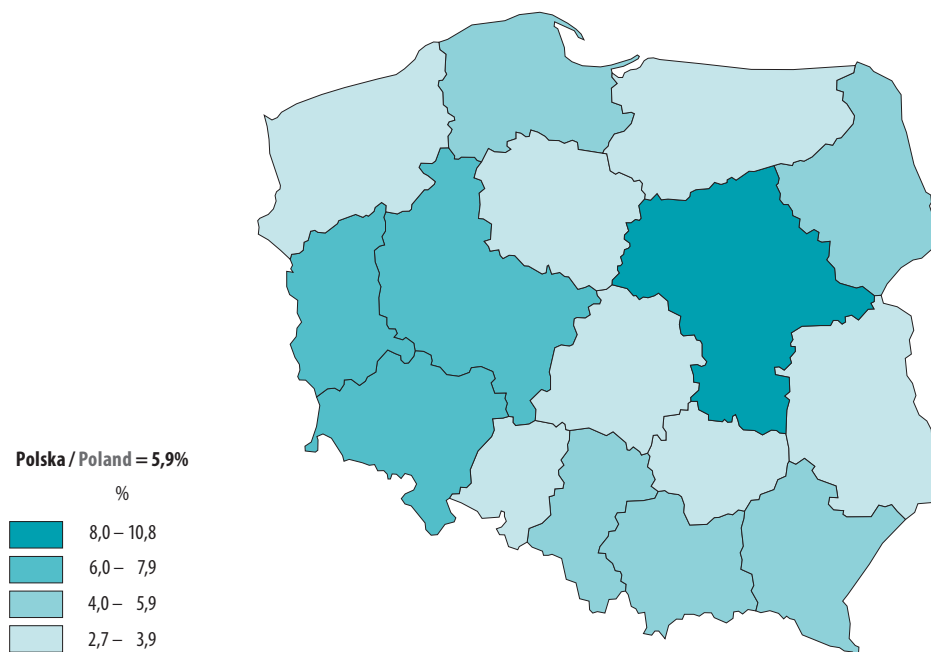 Polska / Poland = 5,9%
%
8,0 – 10,8
6,0 – 7,9
4,0 – 5,9
2,7 – 3,9